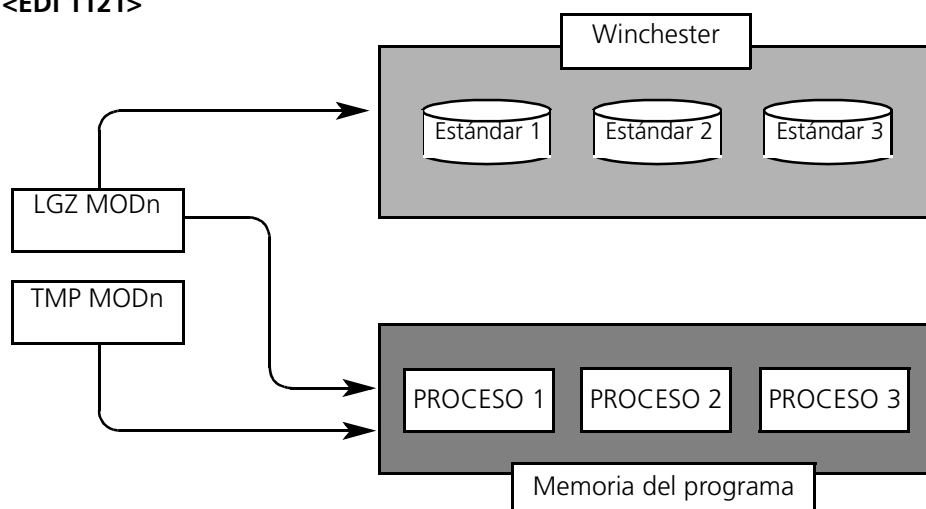 <EDI 1121>
Winchester
Estándar 1
Estándar 2
Estándar 3
LGZ MODn
TMP MODn
PROCESO 1
PROCESO 2
PROCESO 3
Memoria del programa